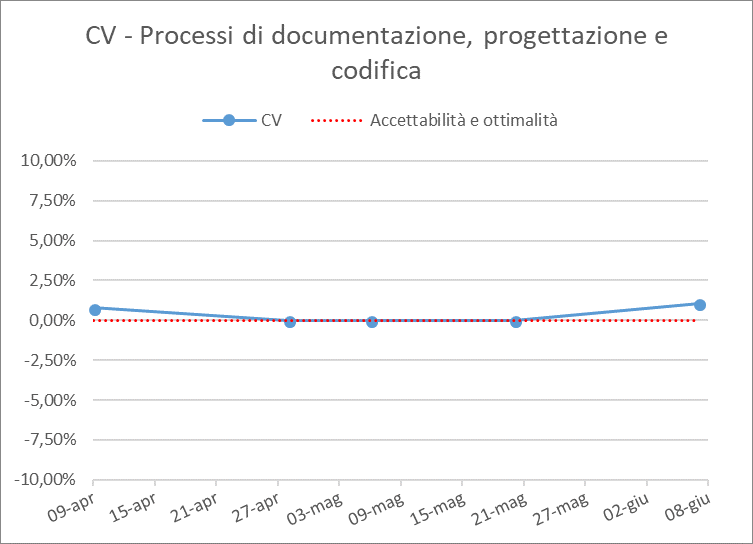 CV - Processi di documentazione, progettazione e
codifica
CV
Accettabilità e ottimalità
10,00%
7,50%
5,00%
2,50%
0,00%
-2,50%
-5,00%
-7,50%
-10,00%
09-apr
15-apr
21-apr
27-apr
03-mag
09-mag
15-mag
21-mag
27-mag
02-giu
08-giu